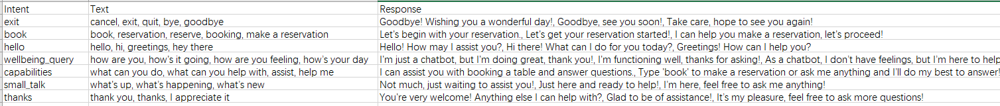 Intent Text Response
exit cancel, exit, quit, bye, goodbye Goodbye! Wishing you a wonderful day!, Goodbye, see you soon!, Take care, hope to see you again!
book book, reservation, reserve, booking, make a reservation Let's begin with your reservation., Let's get your reservation started!, I can help you make a reservation, let's proceed!
hello hello, hi, greetings, hey there Hello! How may I assist you?, Hi there! What can I do for you today?, Greetings! How can I help you?
wellbeing_query how are you, how's it going, how are you feeling, how's your day I'm just a chatbot, but I'm doing great, thank you!, I'm functioning well, thanks for asking!, As a chatbot, I don't have feelings, but I'm here to help
capabilities what can you do, what can you help with, assist, help me I can assist you with booking a table and answer questions., Type 'book' to make a reservation or ask me anything and I'll do my best to answer!
small_talk what's up, what's happening, what's new Not much, just waiting to assist you!, Just here and ready to help!, I'm here, feel free to ask me anything!
thanks thank you, thanks, I appreciate it You're very welcome! Anything else I can help with?, Glad to be of assistance!, It's my pleasure, feel free to ask more questions!